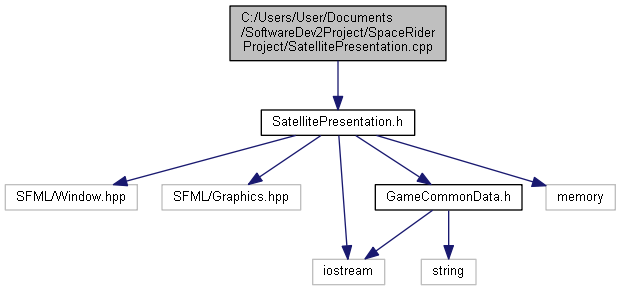 C:/Users/User/Documents
/SoftwareDev2Project/SpaceRider
Project/SatellitePresentation.cpp
SatellitePresentation.h
SFML/Window.hpp
SFML/Graphics.hpp
GameCommonData.h
memory
iostream
string